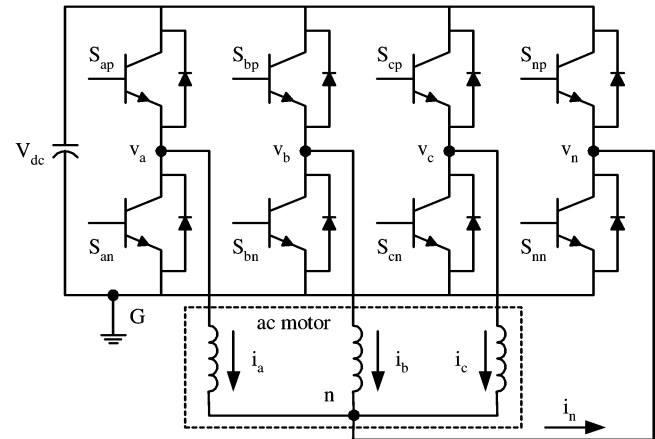 S_ap S_bp S_cp S_np
V_dc v_a v_b v_c v_n
S_an S_bn S_cn S_nn
G
ac motor
i_a i_b i_c
n
i_n